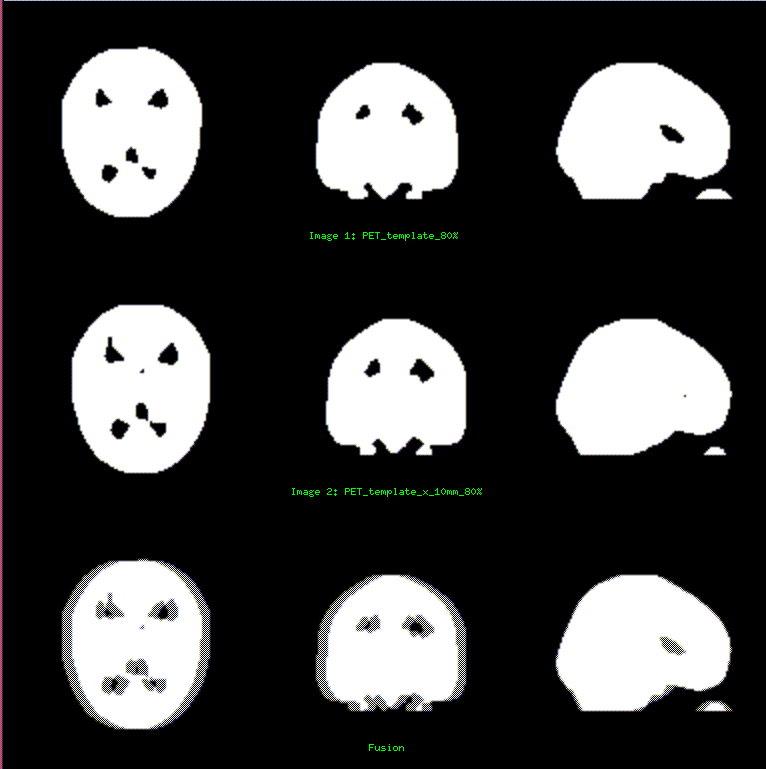 Image 1: PET_template_80%
Image 2: PET_template_x_10mm_80%
Fusion